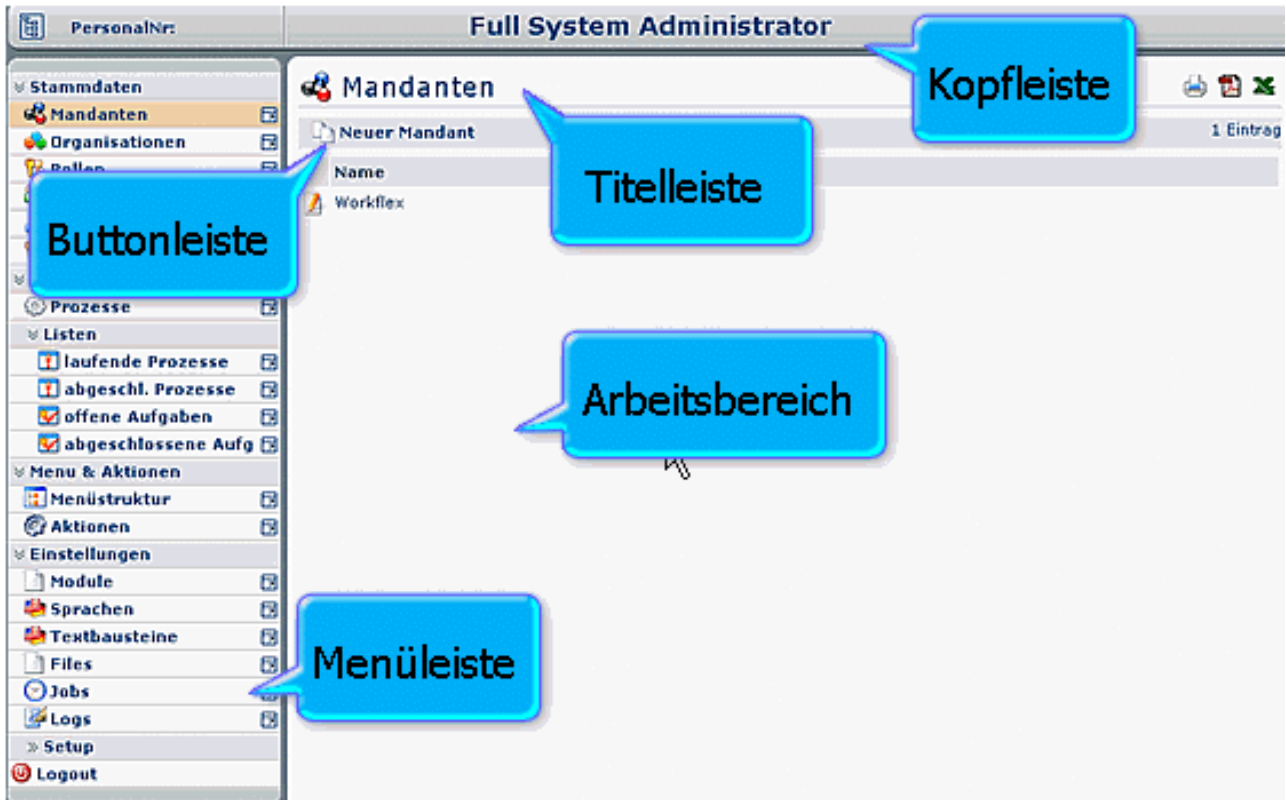 PersonalNr:
Full System Administrator
Kopfleiste
Stammdaten
Mandanten
Organisationen
Rollen
Buttonleiste
Prozesse
Listen
laufende Prozesse
abgeschl. Prozesse
offene Aufgaben
abgeschlossene Aufg
Menu & Aktionen
Menüstruktur
Aktionen
Einstellungen
Module
Sprachen
Textbausteine
Files
Jobs
Logs
Setup
Logout
Menüleiste
Mandanten
Neuer Mandant
1 Eintrag
Titelleiste
Name
Workflex
Arbeitsbereich